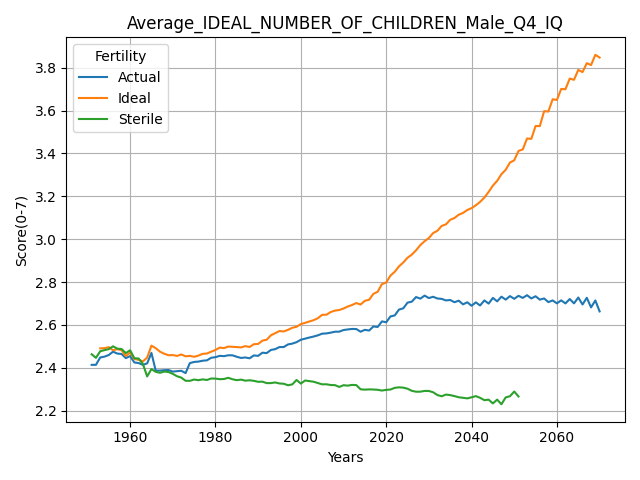 Average_IDEAL_NUMBER_OF_CHILDREN_Male_Q4_IQ
Fertility
Actual
Ideal
Sterile
Score(0-7)
3.8
3.6
3.4
3.2
3.0
2.8
2.6
2.4
2.2
1960 1980 2000 2020 2040 2060
Years